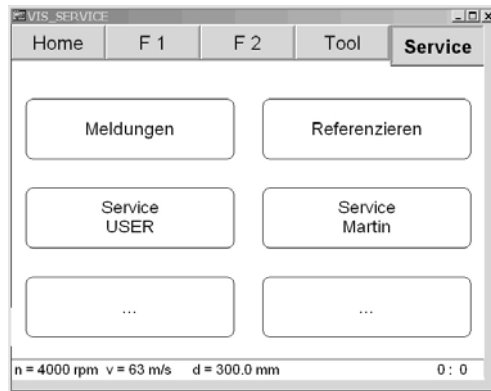 VIS_SERVICE
Home F 1 F 2 Tool Service
Meldungen Referenzieren
Service Service
USER Martin
... ...
n = 4000 rpm v = 63 m/s d = 300.0 mm 0 : 0